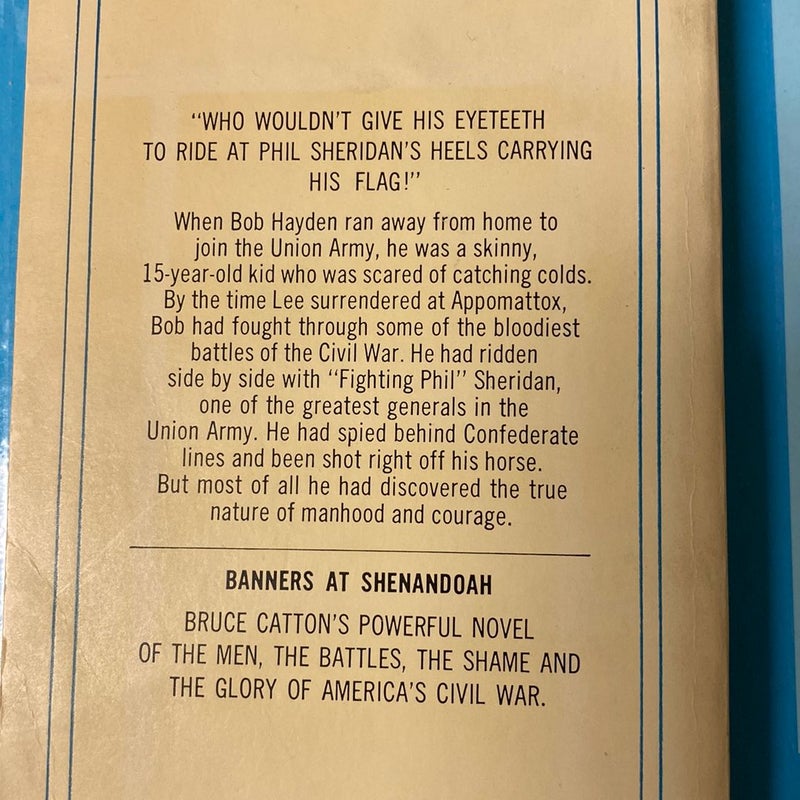 “WHO WOULDN’T GIVE HIS EYETEETH
TO RIDE AT PHIL SHERIDAN’S HEELS CARRYING
HIS FLAG!”
When Bob Hayden ran away from home to
join the Union Army, he was a skinny,
15-year-old kid who was scared of catching colds.
By the time Lee surrendered at Appomattox,
Bob had fought through some of the bloodiest
battles of the Civil War. He had ridden
side by side with “Fighting Phil” Sheridan,
one of the greatest generals in the
Union Army. He had spied behind Confederate
lines and been shot right off his horse.
But most of all he had discovered the true
nature of manhood and courage.
BANNERS AT SHENANDOAH
BRUCE CATTON’S POWERFUL NOVEL
OF THE MEN, THE BATTLES, THE SHAME AND
THE GLORY OF AMERICA’S CIVIL WAR.